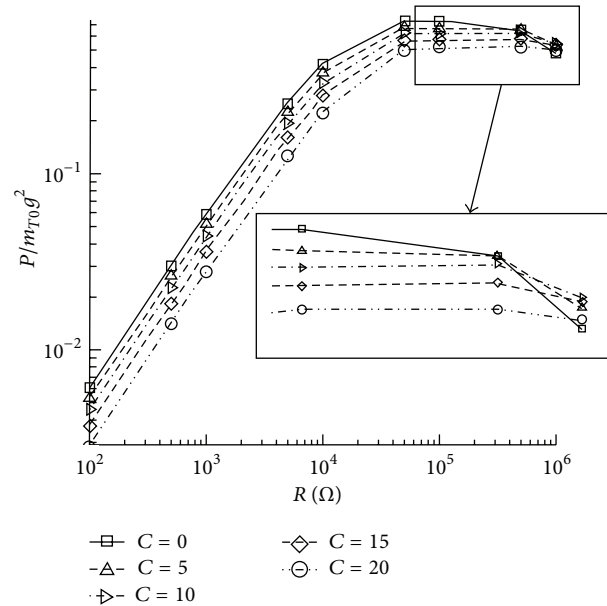 P/m_{T0}g^2
10^{-1}
10^{-2}
10^2
10^3
10^4
10^5
10^6
R (Ω)
C = 0
C = 5
C = 10
C = 15
C = 20